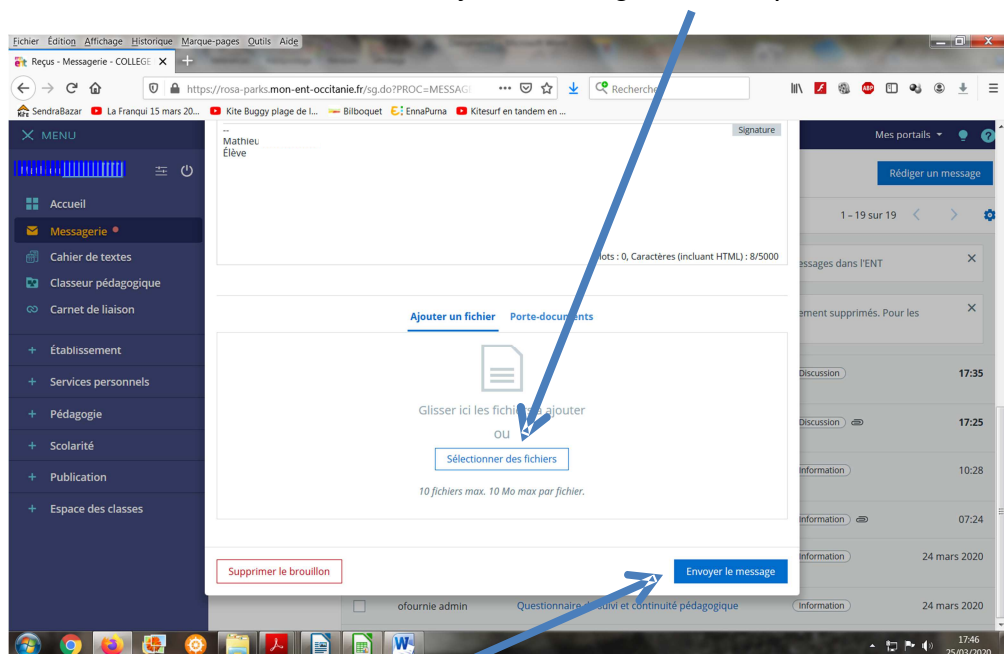 Fichier Édition Affichage Historique Marque-pages Outils Aide
Reçus - Messagerie - COLLEGE
https://rosa-parks.mon-ent-occitanie.fr/sg.do?PROC=MESSAG
Rechercher
SendraBazar La Franqui 15 mars 20... Kite Buggy plage de l... Bilboquet EnnaPurna Kitesurf en tandem en ...
MENU
Mes portails
Rédiger un message
Accueil
Messagerie
Cahier de textes
Classeur pédagogique
Carnet de liaison
Établissement
Services personnels
Pédagogie
Scolarité
Publication
Espace des classes
--
Mathieu
Élève
Signature
Mots : 0, Caractères (incluant HTML) : 8/5000
Ajouter un fichier Porte-documents
Glisser ici les fichiers à ajouter
ou
Sélectionner des fichiers
10 fichiers max. 10 Mo max par fichier.
Supprimer le brouillon
Envoyer le message
1 – 19 sur 19
essages dans l'ENT
ement supprimés. Pour les
Discussion 17:35
Discussion 17:25
Information 10:28
Information 07:24
Information 24 mars 2020
ofournie admin Questionnaire de suivi et continuité pédagogique Information 24 mars 2020
17:46
25/03/2020